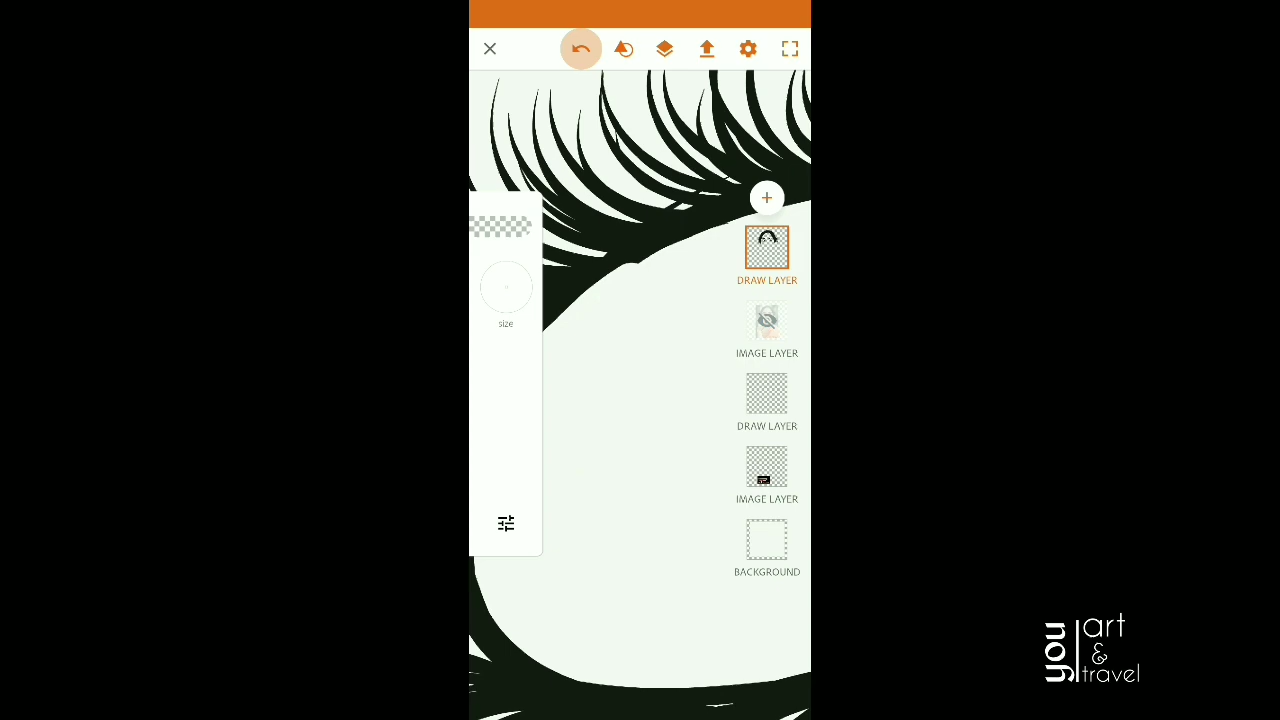 size
DRAW LAYER
IMAGE LAYER
DRAW LAYER
IMAGE LAYER
BACKGROUND
you
art
&
travel